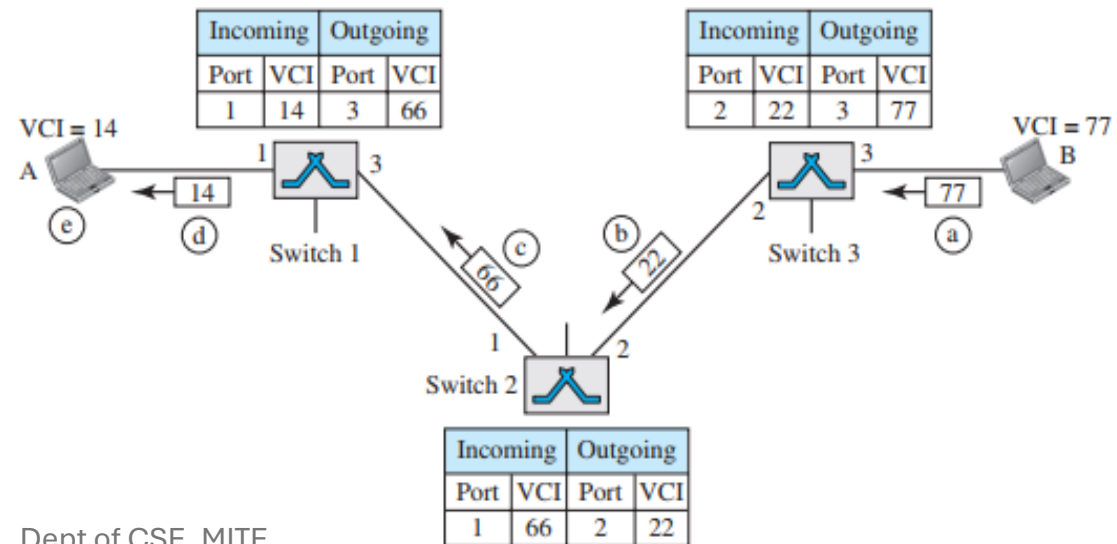 Incoming Outgoing
Port VCI Port VCI
1 14 3 66
Incoming Outgoing
Port VCI Port VCI
2 22 3 77
VCI = 14
VCI = 77
A
1
3
3
B
14
77
2
e
d
Switch 1
c
66
b
22
Switch 3
a
1
2
Switch 2
Incoming Outgoing
Port VCI Port VCI
1 66 2 22
Dept of CSE, MITE